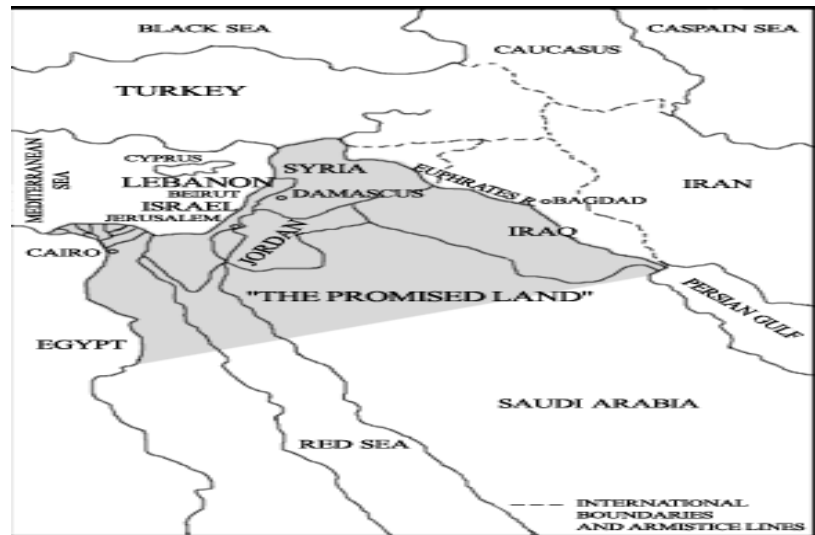 BLACK SEA
CASPAIN SEA
CAUCASUS
TURKEY
MEDITERRANEAN
SEA
CYPRUS
SYRIA
LEBANON
EUPHRATES R.
IRAN
BEIRUT
DAMASCUS
BAGDAD
ISRAEL
JERUSALEM
IRAQ
JORDAN
CAIRO
"THE PROMISED LAND"
PERSIAN GULF
EGYPT
SAUDI ARABIA
RED SEA
INTERNATIONAL
BOUNDARIES
AND ARMISTICE LINES